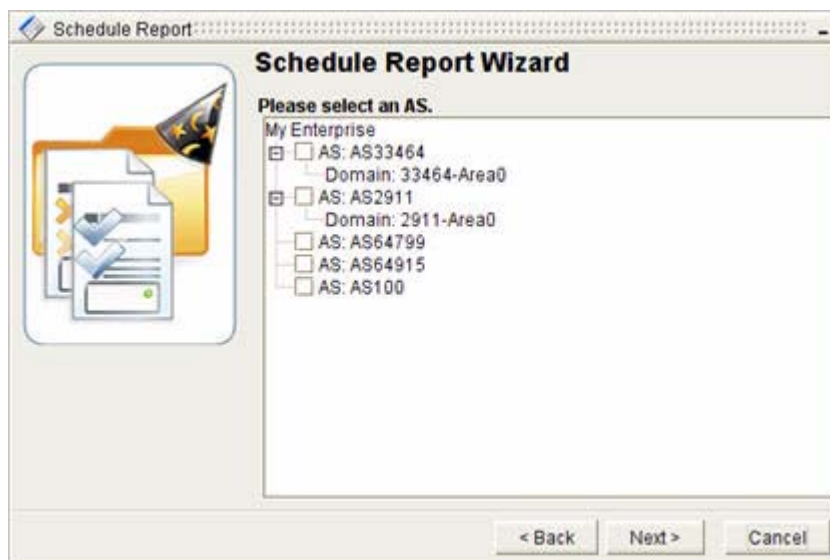 Schedule Report
Schedule Report Wizard
Please select an AS.
My Enterprise
AS: AS33464
Domain: 33464-Area0
AS: AS2911
Domain: 2911-Area0
AS: AS64799
AS: AS64915
AS: AS100
< Back Next > Cancel